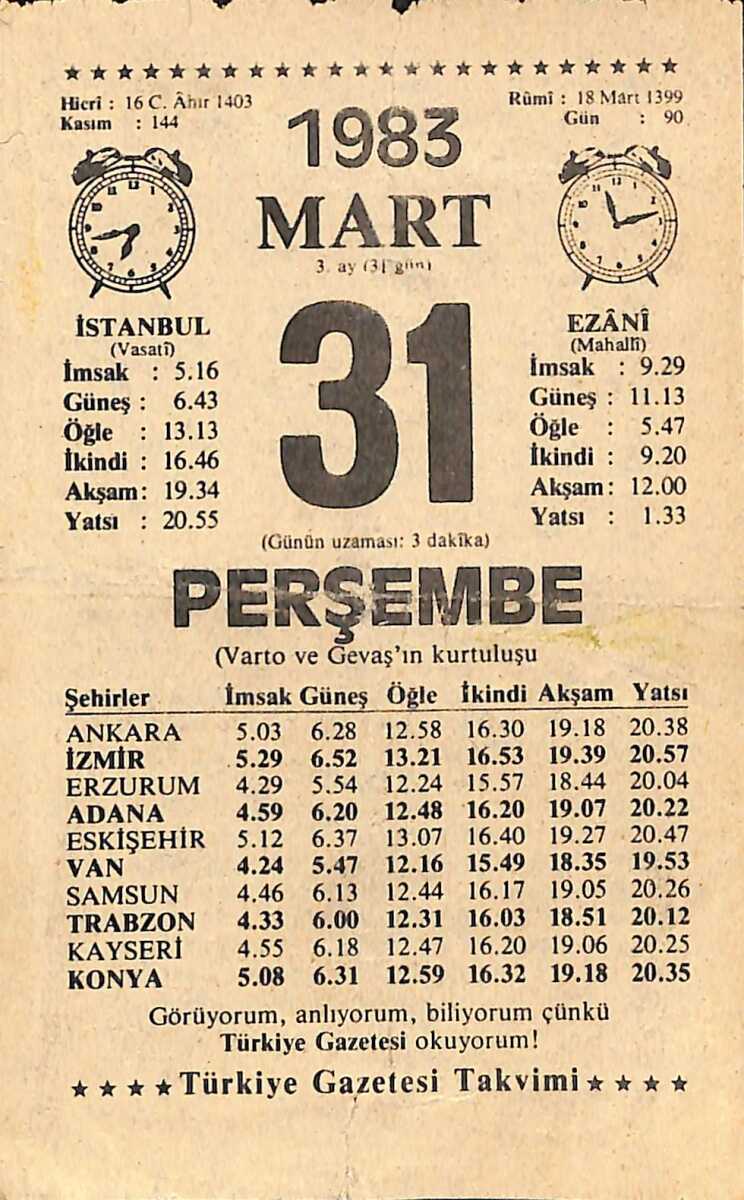 Hicrî : 16 C. Âhır 1403
Kasım : 144
Rûmî : 18 Mart 1399
Gün : 90
1983
MART
3. ay (31 gün)
31
İSTANBUL
(Vasatî)
İmsak : 5.16
Güneş : 6.43
Öğle : 13.13
İkindi : 16.46
Akşam : 19.34
Yatsı : 20.55
EZÂNÎ
(Mahallî)
İmsak : 9.29
Güneş : 11.13
Öğle : 5.47
İkindi : 9.20
Akşam : 12.00
Yatsı : 1.33
(Günün uzaması: 3 dakîka)
PERŞEMBE
(Varto ve Gevaş'ın kurtuluşu
Şehirler İmsak Güneş Öğle İkindi Akşam Yatsı
ANKARA 5.03 6.28 12.58 16.30 19.18 20.38
İZMİR 5.29 6.52 13.21 16.53 19.39 20.57
ERZURUM 4.29 5.54 12.24 15.57 18.44 20.04
ADANA 4.59 6.20 12.48 16.20 19.07 20.22
ESKİŞEHİR 5.12 6.37 13.07 16.40 19.27 20.47
VAN 4.24 5.47 12.16 15.49 18.35 19.53
SAMSUN 4.46 6.13 12.44 16.17 19.05 20.26
TRABZON 4.33 6.00 12.31 16.03 18.51 20.12
KAYSERİ 4.55 6.18 12.47 16.20 19.06 20.25
KONYA 5.08 6.31 12.59 16.32 19.18 20.35
Görüyorum, anlıyorum, biliyorum çünkü
Türkiye Gazetesi okuyorum!
Türkiye Gazetesi Takvimi